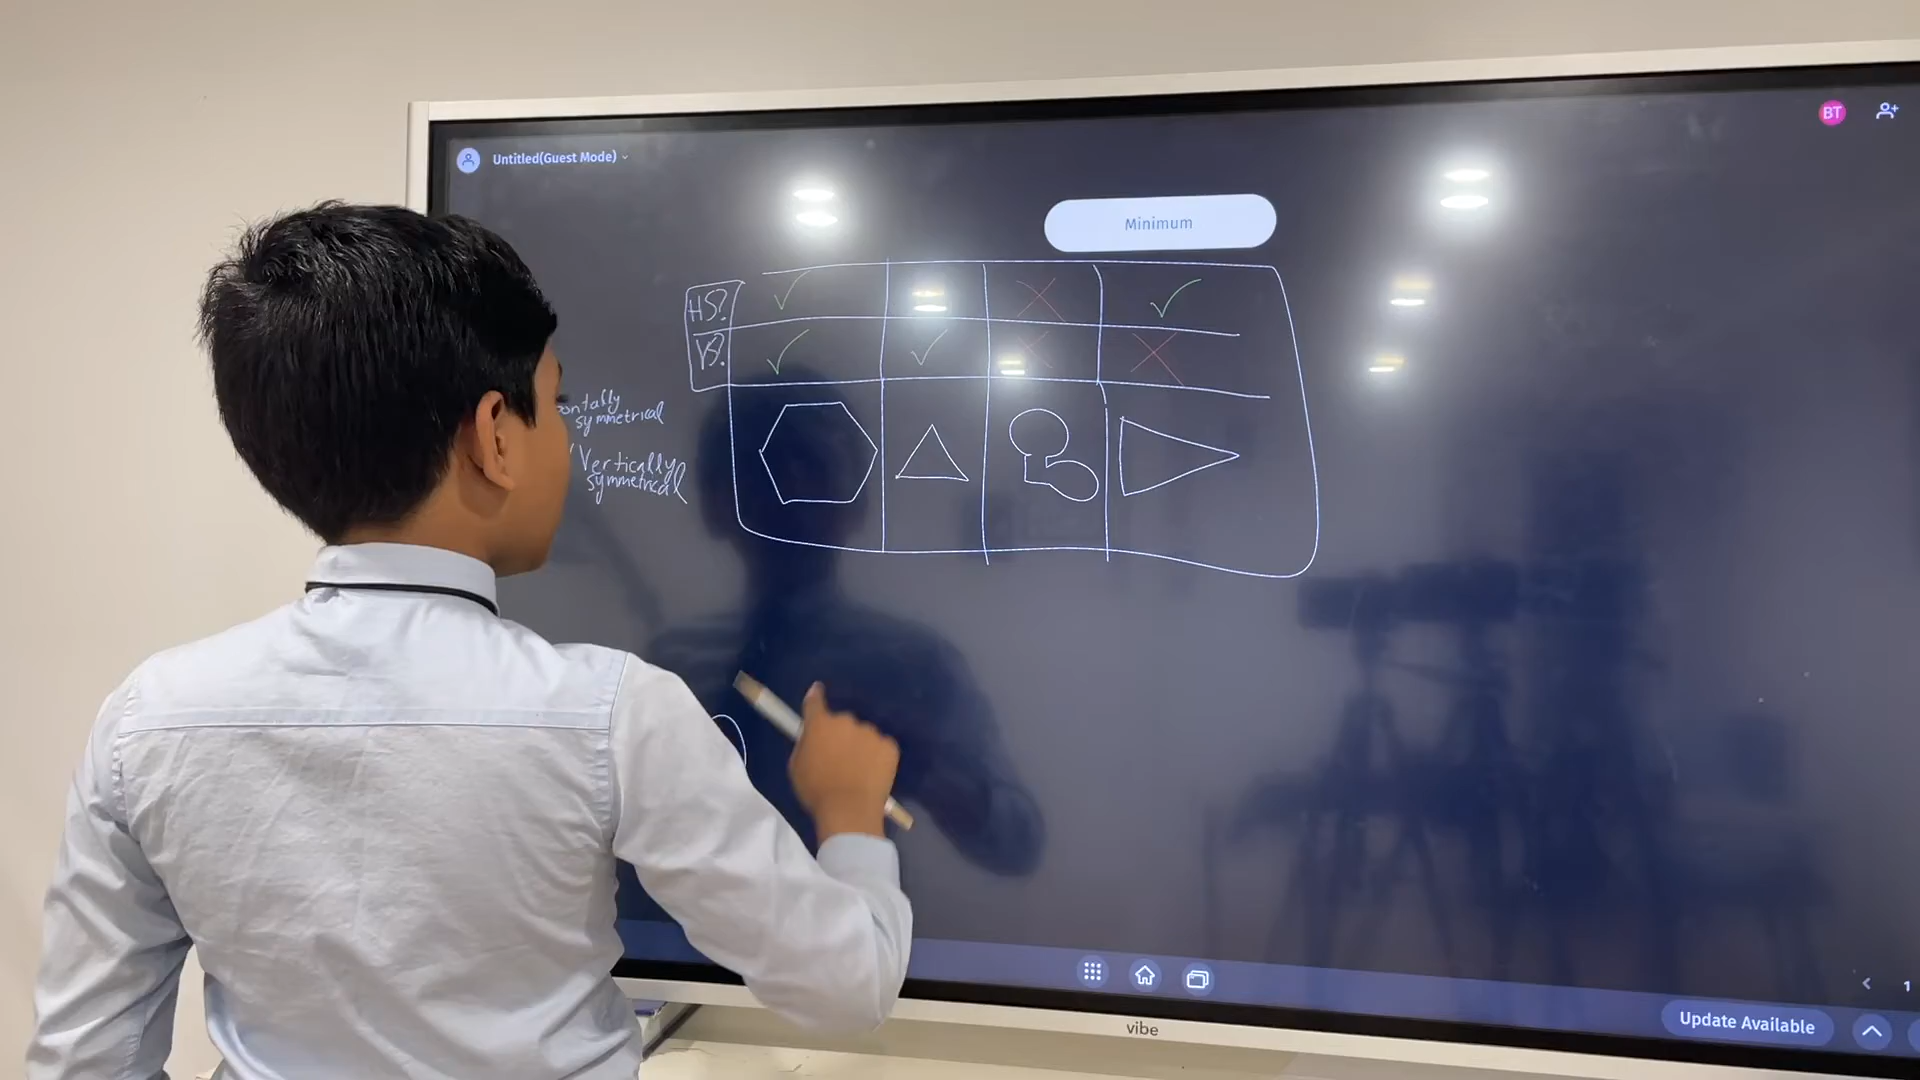 BT
Untitled(Guest Mode)
Minimum
HS?
VS?
ontally
symmetrical
Vertically
symmetrical
1
Update Available
vibe